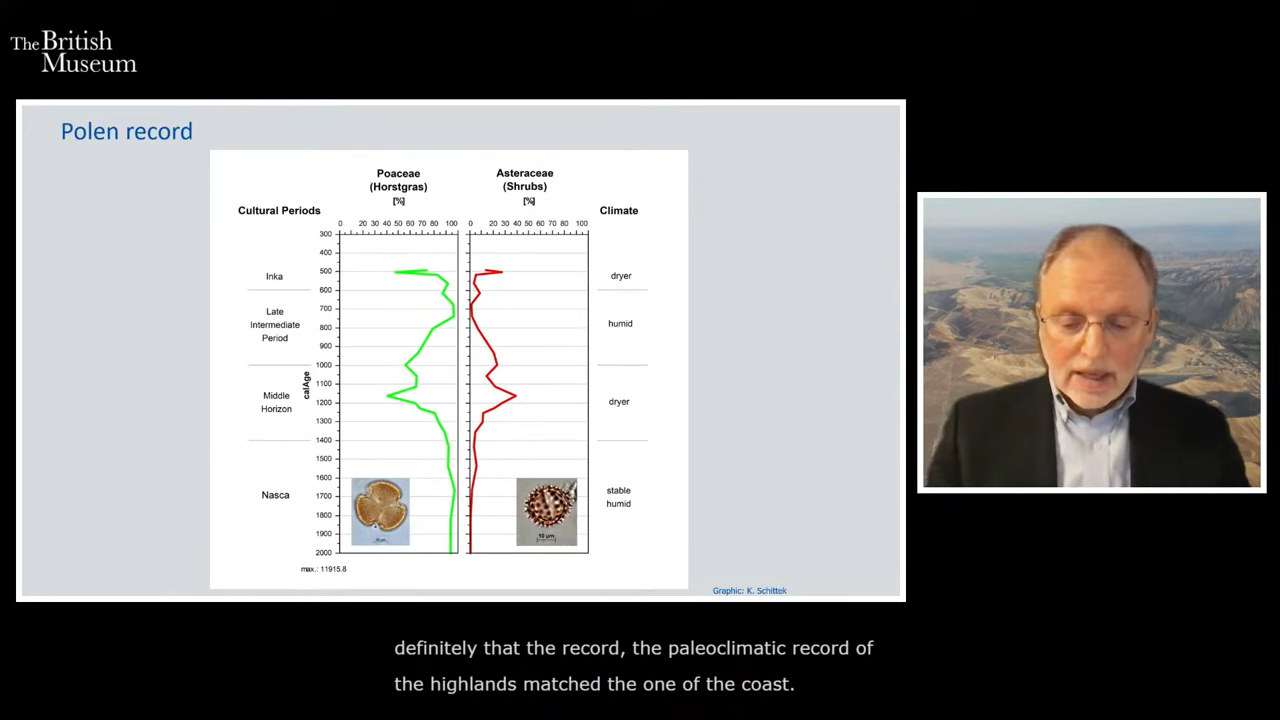 The British
Museum
Polen record
Poaceae
(Horstgras)
[%]
Asteraceae
(Shrubs)
[%]
Cultural Periods
Climate
0 10 20 30 40 50 60 70 80 100
0 10 20 30 40 50 60 70 80 100
300
400
500
600
700
800
900
1000
1100
1200
1300
1400
1500
1600
1700
1800
1900
2000
calAge
Inka
Late
Intermediate
Period
Middle
Horizon
Nasca
dryer
humid
dryer
stable
humid
10 µm
max.: 11915.8
Graphic: K. Schittek
definitely that the record, the paleoclimatic record of
the highlands matched the one of the coast.